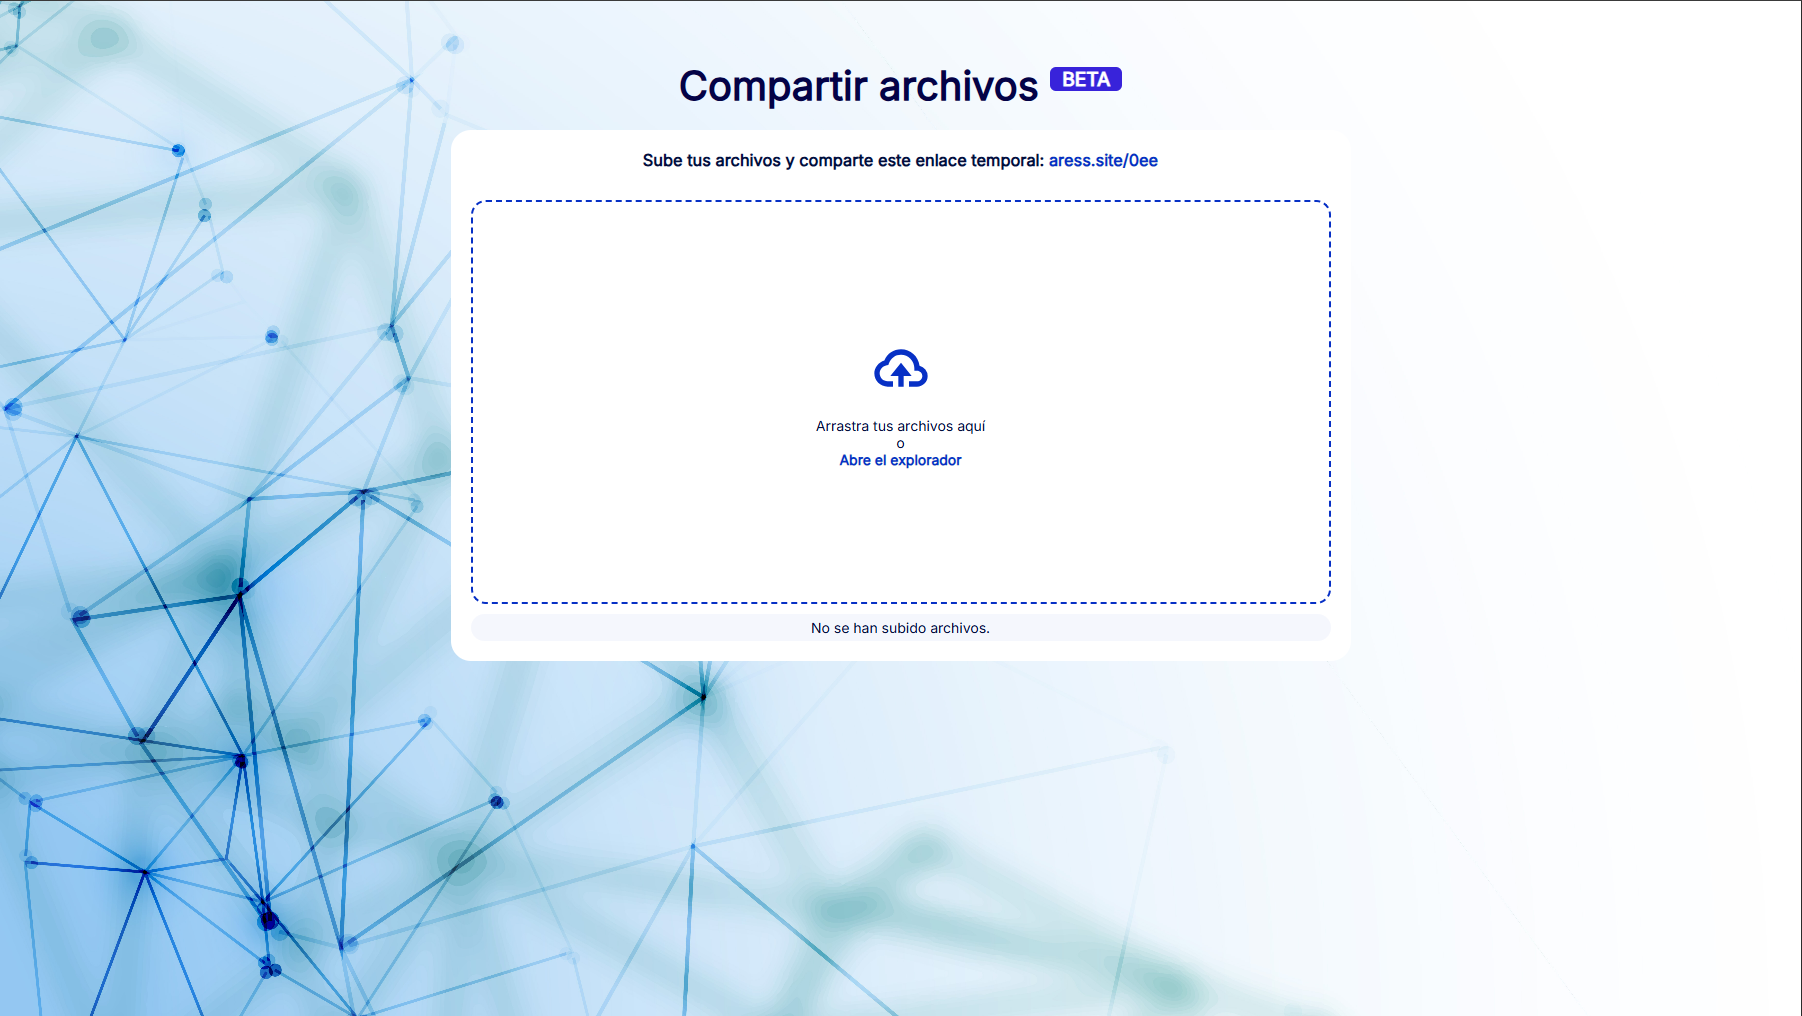 Compartir archivos BETA
Sube tus archivos y comparte este enlace temporal: aress.site/0ee
Arrastra tus archivos aquí
o
Abre el explorador
No se han subido archivos.